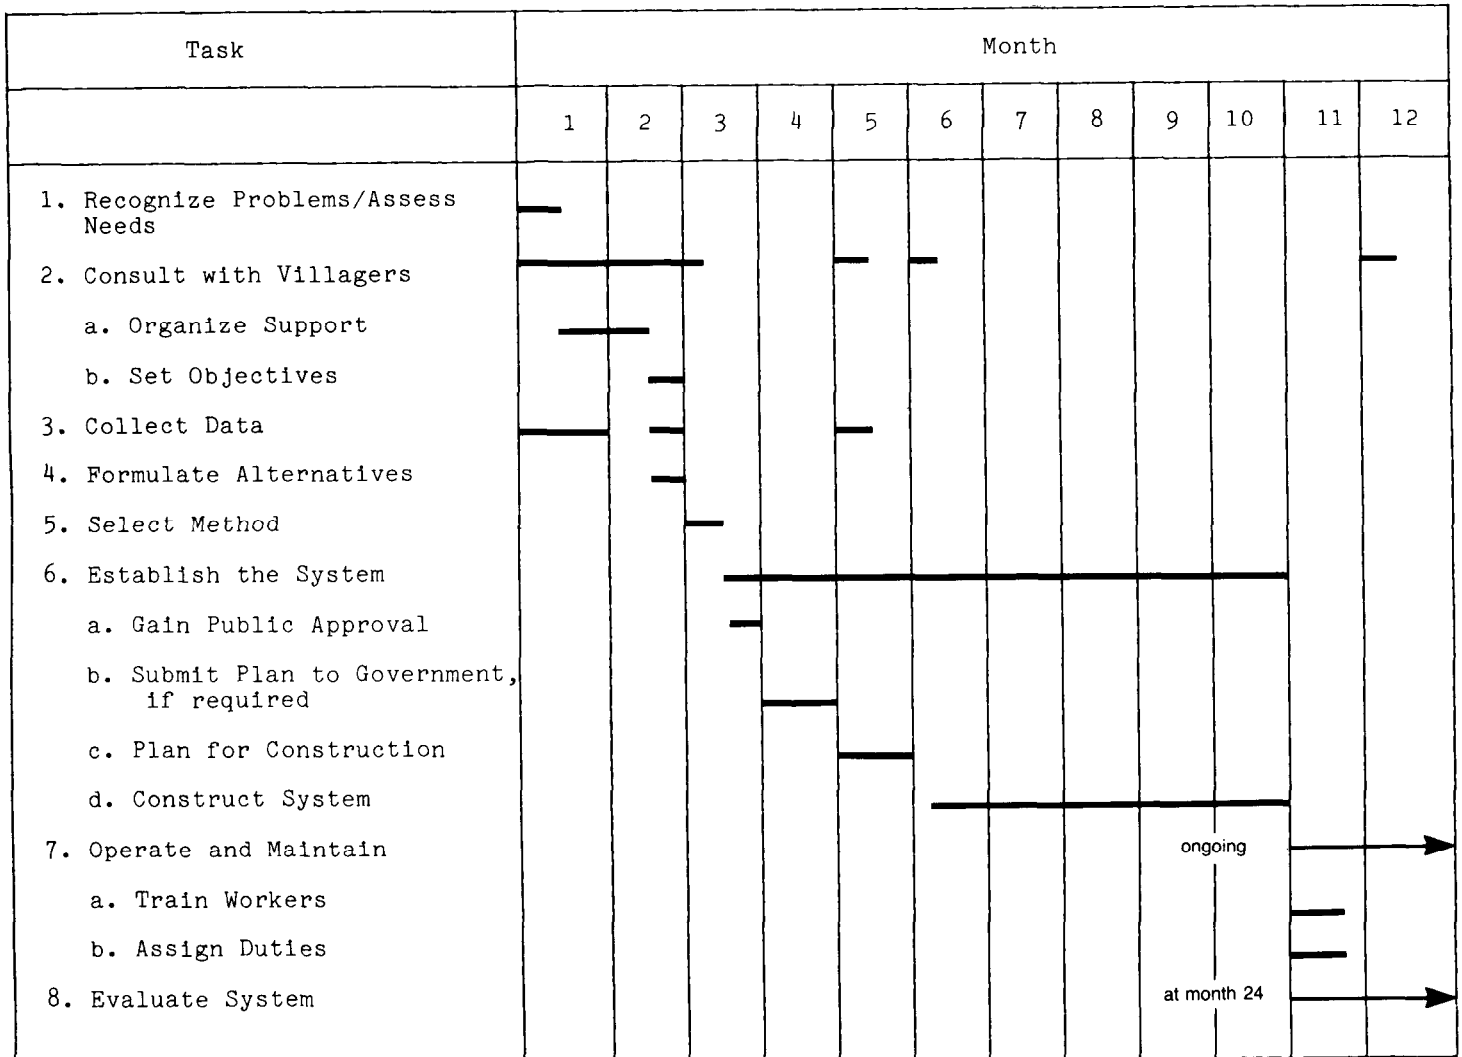 Task
Month
1 2 3 4 5 6 7 8 9 10 11 12
1. Recognize Problems/Assess
Needs
2. Consult with Villagers
a. Organize Support
b. Set Objectives
3. Collect Data
4. Formulate Alternatives
5. Select Method
6. Establish the System
a. Gain Public Approval
b. Submit Plan to Government,
if required
c. Plan for Construction
d. Construct System
7. Operate and Maintain
ongoing
a. Train Workers
b. Assign Duties
8. Evaluate System
at month 24